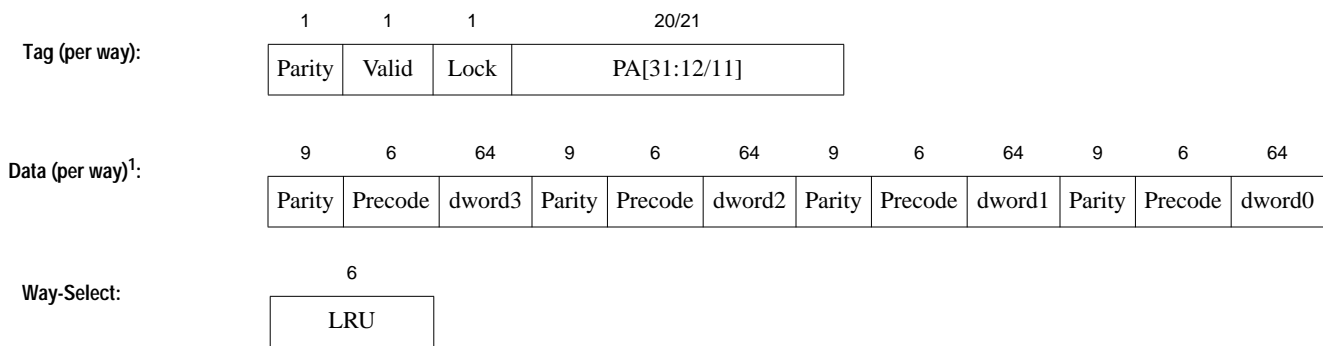 1 1 1 20/21
Tag (per way): Parity Valid Lock PA[31:12/11]
9 6 64 9 6 64 9 6 64 9 6 64
Data (per way)1: Parity Precode dword3 Parity Precode dword2 Parity Precode dword1 Parity Precode dword0
6
Way-Select: LRU